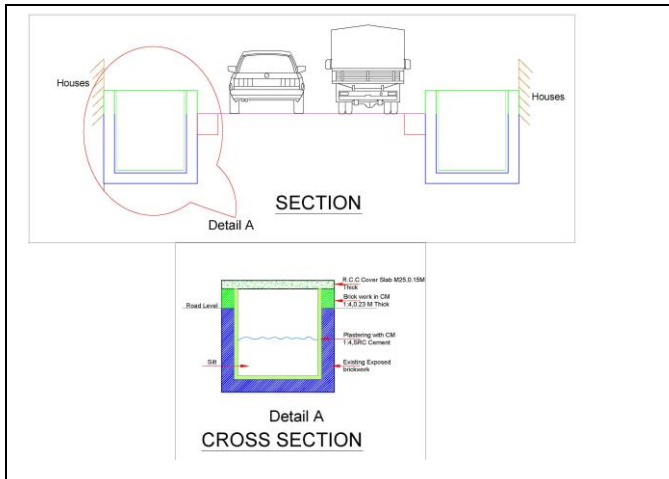 Houses
Houses
SECTION
Detail A
R.C.C Cover Slab M25,0.15M
Thick
Brick work in CM
1:4,0.23 M Thick
Road Level
Plastering with CM
1:4,SRC Cement
Silt
Existing Exposed
brickwork
Detail A
CROSS SECTION